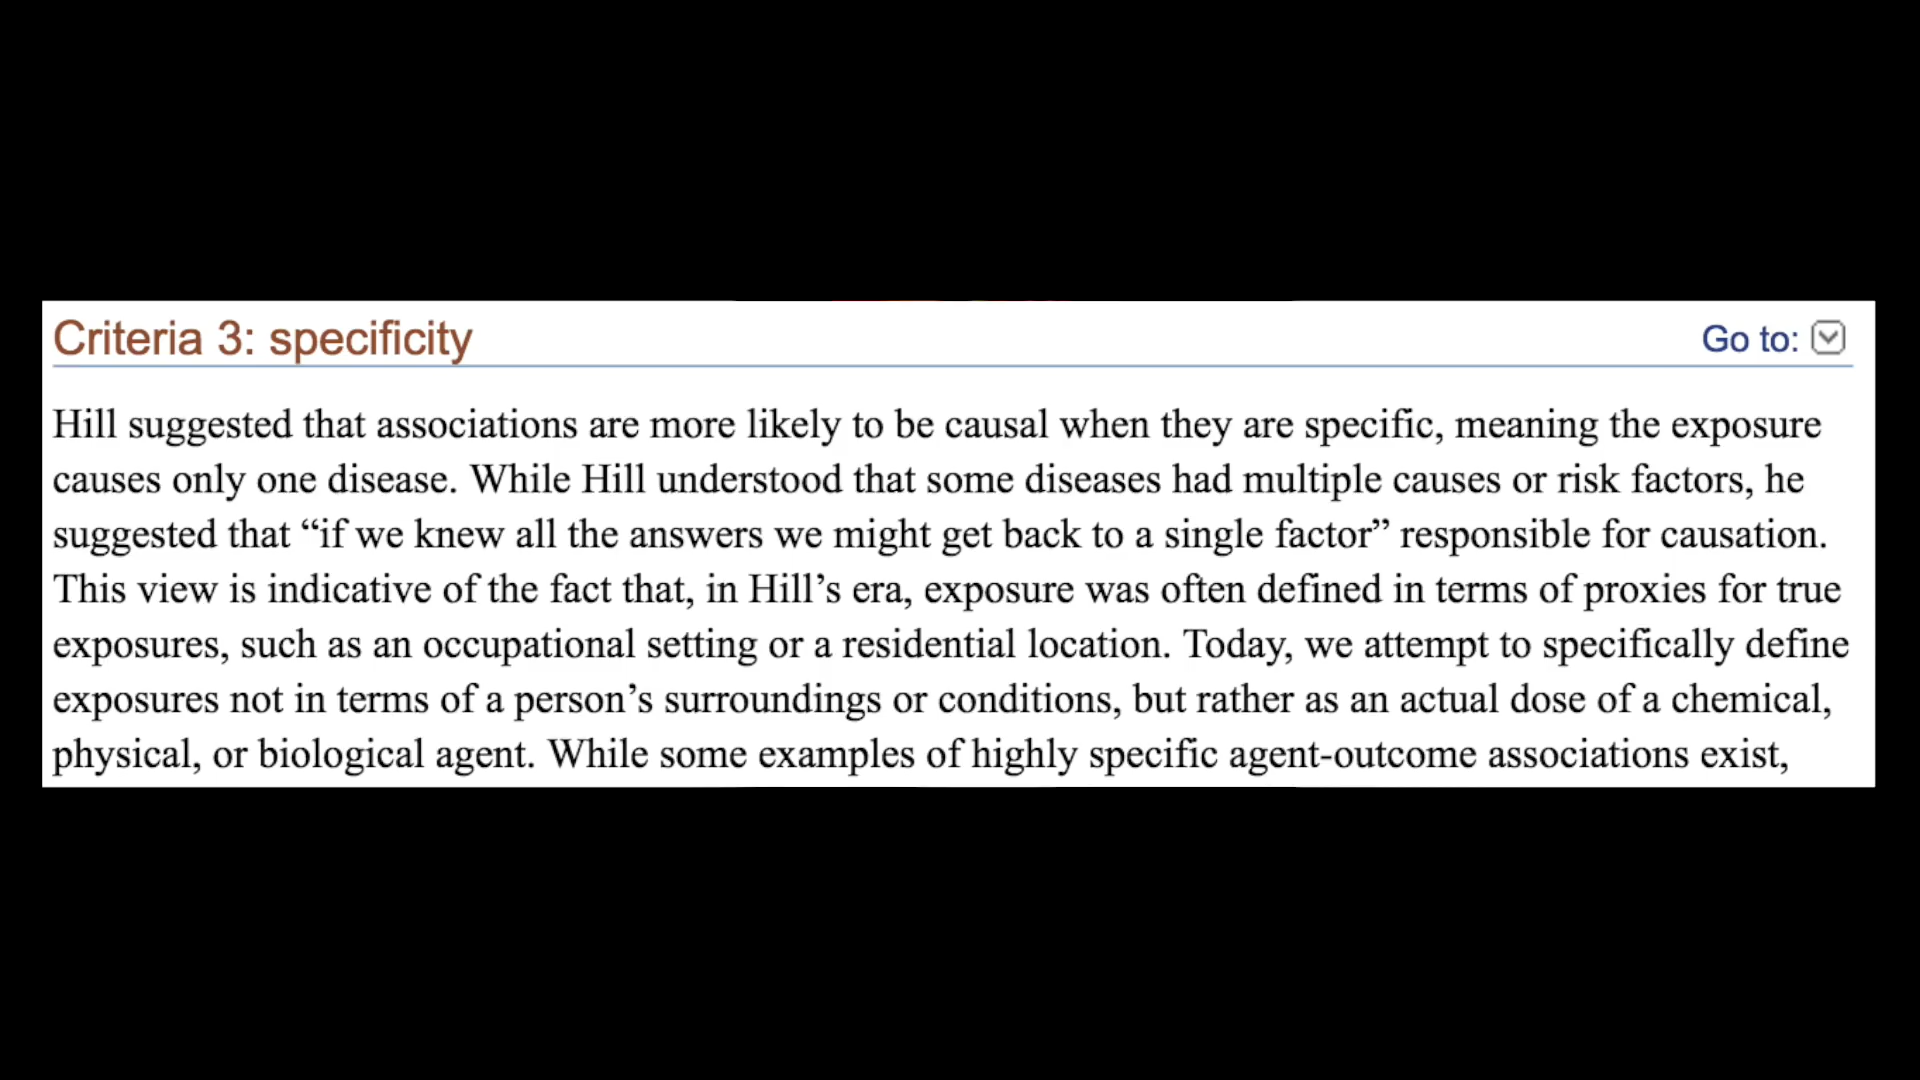 Criteria 3: specificity
Go to:
Hill suggested that associations are more likely to be causal when they are specific, meaning the exposure
causes only one disease. While Hill understood that some diseases had multiple causes or risk factors, he
suggested that “if we knew all the answers we might get back to a single factor” responsible for causation.
This view is indicative of the fact that, in Hill’s era, exposure was often defined in terms of proxies for true
exposures, such as an occupational setting or a residential location. Today, we attempt to specifically define
exposures not in terms of a person’s surroundings or conditions, but rather as an actual dose of a chemical,
physical, or biological agent. While some examples of highly specific agent-outcome associations exist,